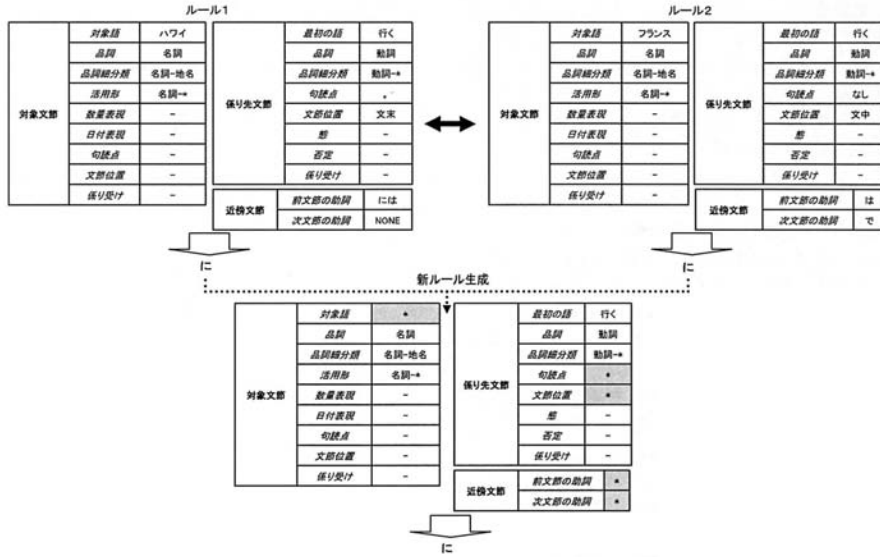 ルール1
対象文節
対象語 ハワイ
品詞 名詞
品詞細分類 名詞-地名
活用形 名詞-*
数量表現 -
日付表現 -
句読点 -
文節位置 -
係り受け -
係り先文節
最初の語 行く
品詞 動詞
品詞細分類 動詞-*
句読点 。
文節位置 文末
態 -
否定 -
係り受け -
近傍文節
前文節の助詞 には
次文節の助詞 NONE
に
ルール2
対象文節
対象語 フランス
品詞 名詞
品詞細分類 名詞-地名
活用形 名詞-*
数量表現 -
日付表現 -
句読点 -
文節位置 -
係り受け -
係り先文節
最初の語 行く
品詞 動詞
品詞細分類 動詞-*
句読点 なし
文節位置 文中
態 -
否定 -
係り受け -
近傍文節
前文節の助詞 は
次文節の助詞 で
に
新ルール生成
対象文節
対象語 *
品詞 名詞
品詞細分類 名詞-地名
活用形 名詞-*
数量表現 -
日付表現 -
句読点 -
文節位置 -
係り受け -
係り先文節
最初の語 行く
品詞 動詞
品詞細分類 動詞-*
句読点 *
文節位置 *
態 -
否定 -
係り受け -
近傍文節
前文節の助詞 *
次文節の助詞 *
に